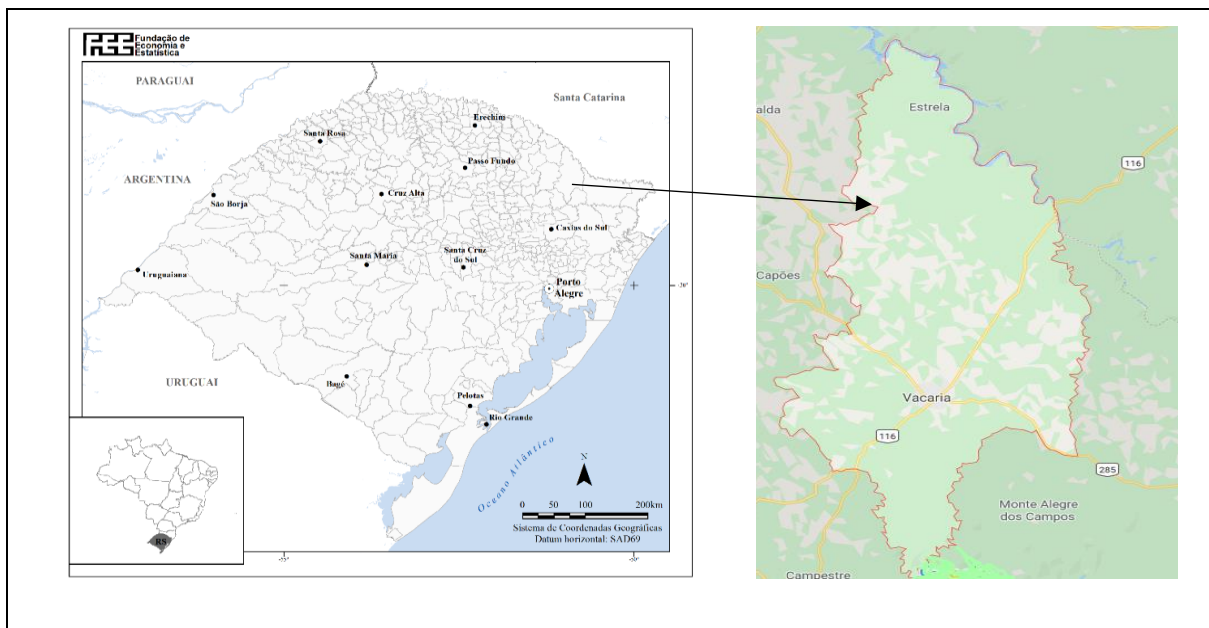 FEE
Fundação de
Economia e
Estatística
PARAGUAI
Santa Catarina
Erechim
Santa Rosa
Passo Fundo
ARGENTINA
Cruz Alta
São Borja
Caxias do Sul
Santa Cruz
do Sul
Santa Maria
Uruguaiana
Porto
Alegre
URUGUAI
Bagé
Pelotas
Rio Grande
Oceano Atlântico
N
0 50 100 200km
Sistema de Coordenadas Geográficas
Datum horizontal: SAD69
RS
Estrela
alda
116
Capões
Vacaria
116
285
Monte Alegre
dos Campos
Campestre